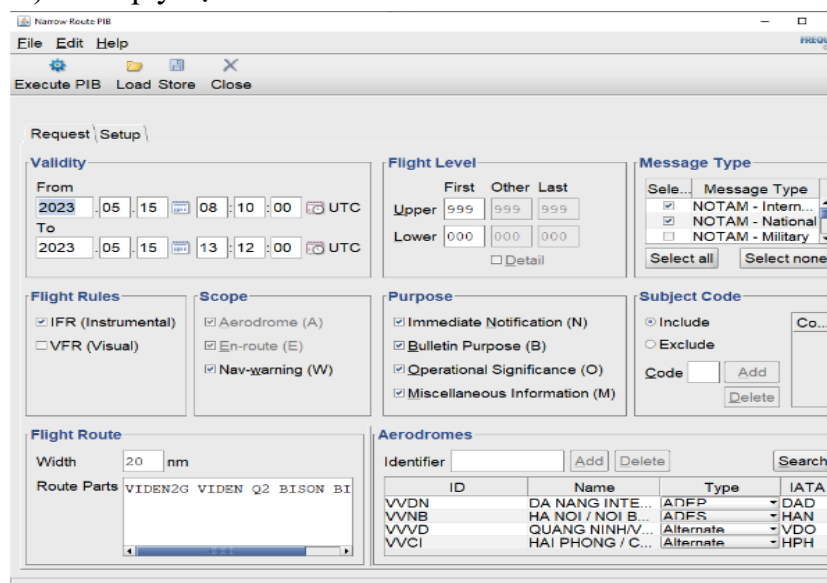 Narrow Route PIB
File Edit Help
Execute PIB Load Store Close
Request Setup
Validity
From
2023 . 05 . 15 08 : 10 : 00 UTC
To
2023 . 05 . 15 13 : 12 : 00 UTC
Flight Level
First Other Last
Upper 999 999 999
Lower 000 000 000
Detail
Message Type
Sele... Message Type
NOTAM - Intern...
NOTAM - National
NOTAM - Military
Select all Select none
Flight Rules
IFR (Instrumental)
VFR (Visual)
Scope
Aerodrome (A)
En-route (E)
Nav-warning (W)
Purpose
Immediate Notification (N)
Bulletin Purpose (B)
Operational Significance (O)
Miscellaneous Information (M)
Subject Code
Include
Exclude
Code Add
Delete
Co...
Flight Route
Width 20 nm
Route Parts VIDEN2G VIDEN Q2 BISON BI
Aerodromes
Identifier Add Delete Search
ID Name Type IATA
VVDN DA NANG INTE... ADEP DAD
VVNB HA NOI / NOI B... ADES HAN
VVVD QUANG NINH/V... Alternate VDO
VVCI HAI PHONG / C... Alternate HPH